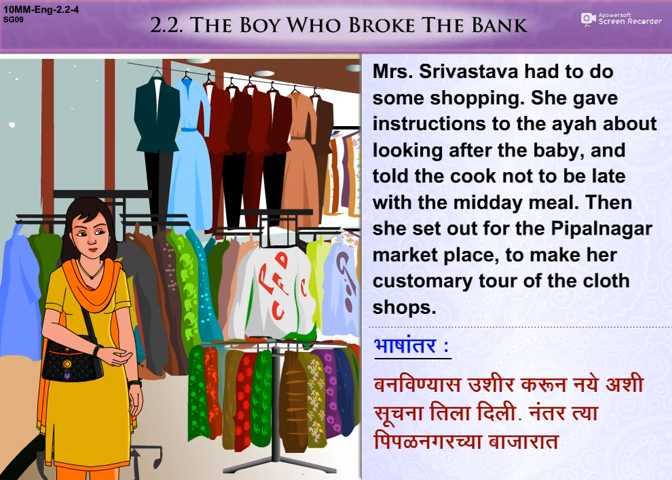 10MM-Eng-2.2-4
SG09
2.2. THE BOY WHO BROKE THE BANK
Apowersoft
Screen Recorder
Mrs. Srivastava had to do
some shopping. She gave
instructions to the ayah about
looking after the baby, and
told the cook not to be late
with the midday meal. Then
she set out for the Pipalnagar
market place, to make her
customary tour of the cloth
shops.
भाषांतर :
बनविण्यास उशीर करून नये अशी
सूचना तिला दिली. नंतर त्या
पिपळनगरच्या बाजारात